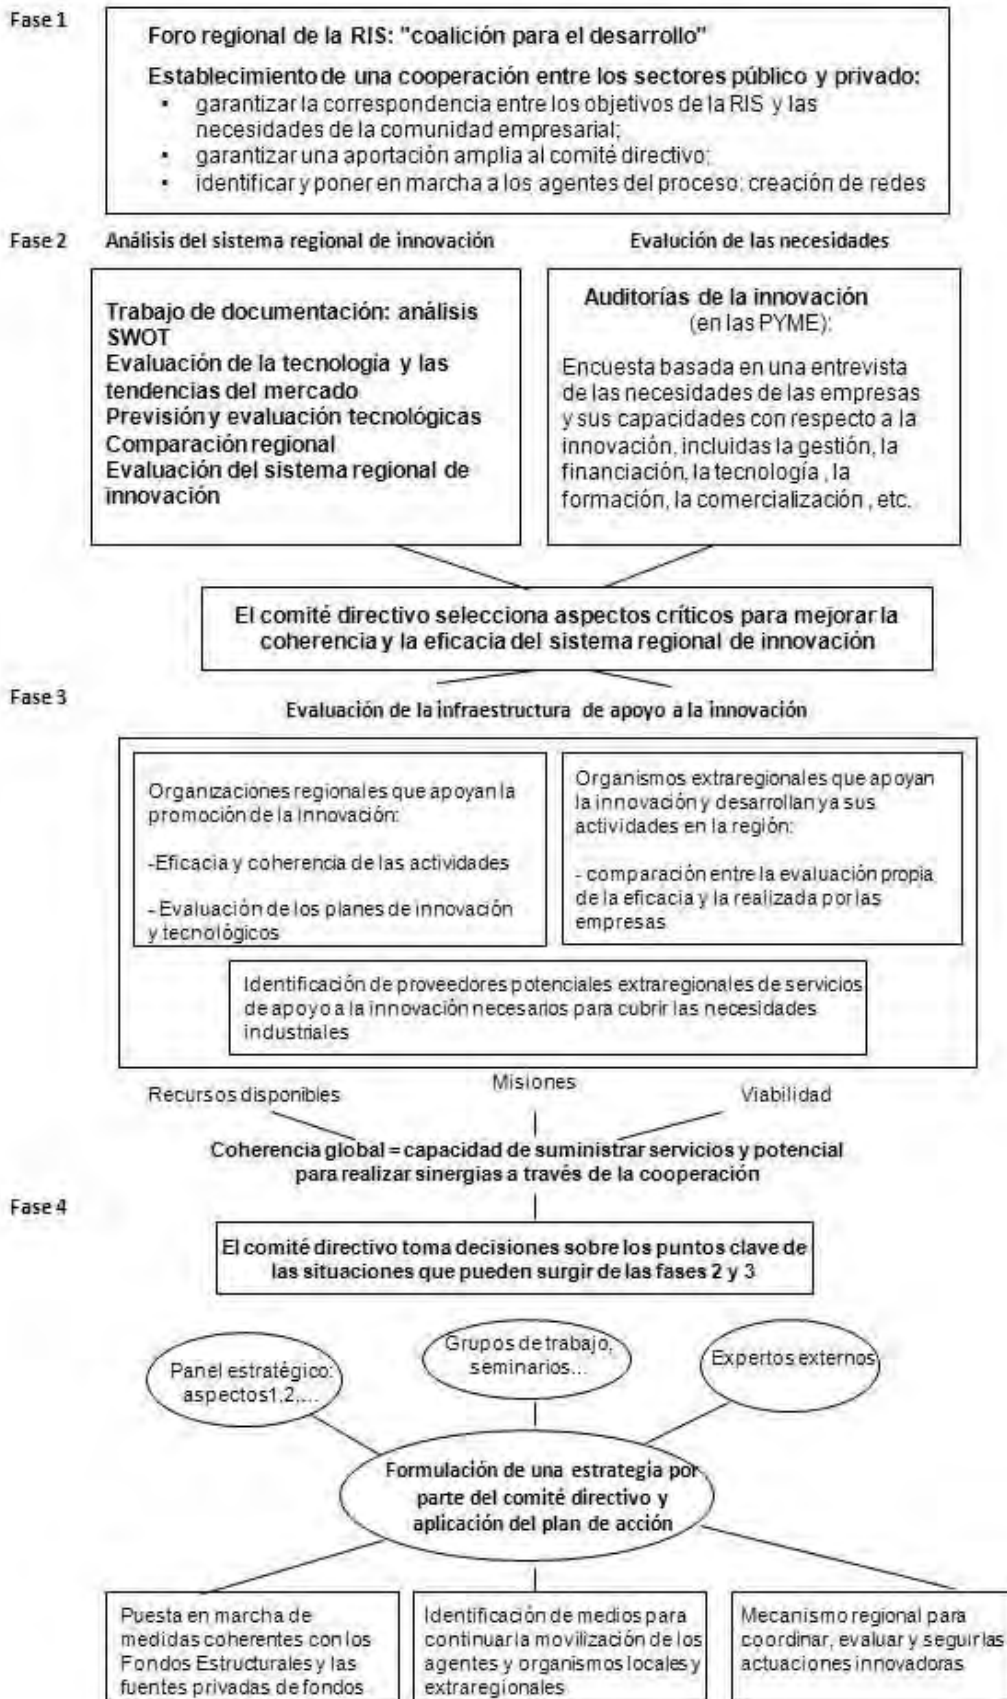 Fase 1
Foro regional de la RIS: "coalición para el desarrollo"
Establecimiento de una cooperación entre los sectores público y privado:
▪ garantizar la correspondencia entre los objetivos de la RIS y las
necesidades de la comunidad empresarial;
▪ garantizar una aportación amplia al comité directivo;
▪ identificar y poner en marcha a los agentes del proceso: creación de redes
Fase 2
Análisis del sistema regional de innovación
Evalución de las necesidades
Trabajo de documentación: análisis
SWOT
Evaluación de la tecnología y las
tendencias del mercado
Previsión y evaluación tecnológicas
Comparación regional
Evaluación del sistema regional de
innovación
Auditorías de la innovación
(en las PYME):
Encuesta basada en una entrevista
de las necesidades de las empresas
y sus capacidades con respecto a la
innovación, incluidas la gestión, la
financiación, la tecnología , la
formación, la comercialización , etc.
El comité directivo selecciona aspectos críticos para mejorar la
coherencia y la eficacia del sistema regional de innovación
Fase 3
Evaluación de la infraestructura de apoyo a la innovación
Organizaciones regionales que apoyan la
promoción de la Innovación:
-Eficacia y coherencia de las actividades
- Evaluación de los planes de innovación
y tecnológicos
Organismos extraregionales que apoyan
la innovación y desarrollan ya sus
actividades en la región:
- comparación entre la evaluación propia
de la eficacia y la realizada por las
empresas
Identificación de proveedores potenciales extraregionales de servicios
de apoyo a la innovación necesarios para cubrir las necesidades
industriales
Recursos disponibles
Misiones
Viabilidad
Coherencia global = capacidad de suministrar servicios y potencial
para realizar sinergias a través de la cooperación
Fase 4
El comité directivo toma decisiones sobre los puntos clave de
las situaciones que pueden surgir de las fases 2 y 3
Panel estratégico:
aspectos1,2,...
Grupos de trabajo,
seminarios...
Expertos externos
Formulación de una estrategia por
parte del comité directivo y
aplicación del plan de acción
Puesta en marcha de
medidas coherentes con los
Fondos Estructurales y las
fuentes privadas de fondos
Identificación de medios para
continuar la movilización de los
agentes y organismos locales y
extraregionales
Mecanismo regional para
coordinar, evaluar y seguir las
actuaciones innovadoras